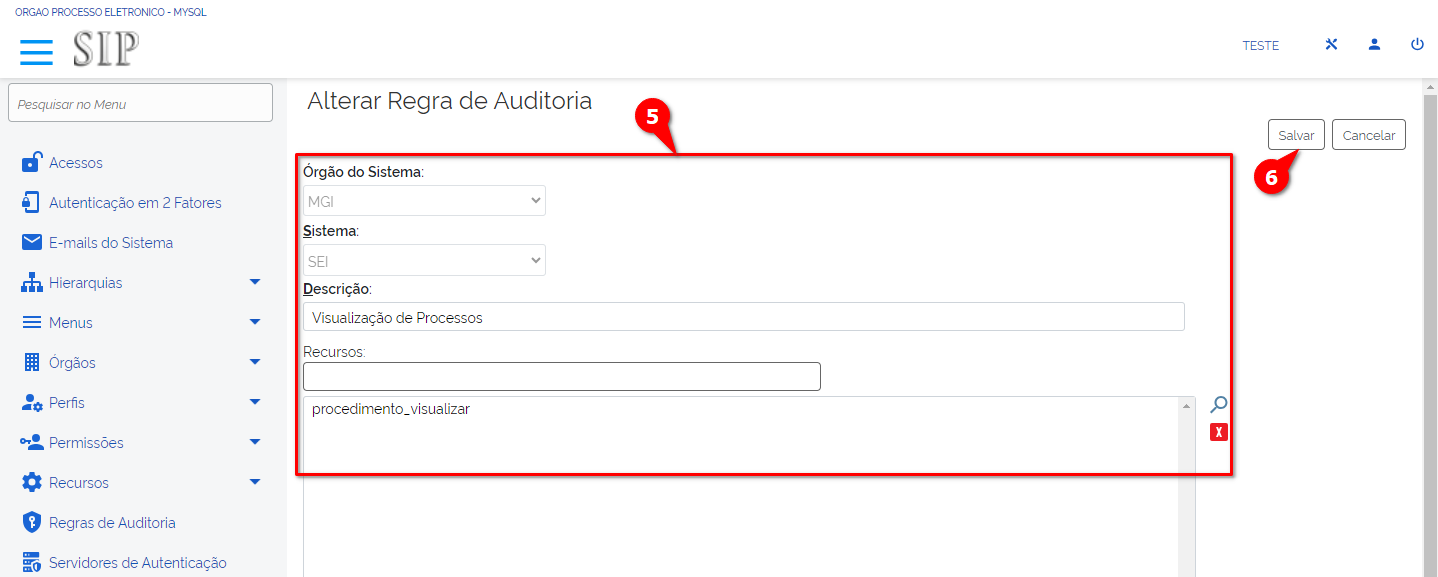 ORGAO PROCESSO ELETRONICO - MYSQL
SIP
TESTE
Pesquisar no Menu
Acessos
Autenticação em 2 Fatores
E-mails do Sistema
Hierarquias
Menus
Órgãos
Perfis
Permissões
Recursos
Regras de Auditoria
Servidores de Autenticação
Alterar Regra de Auditoria
5
Salvar
Cancelar
6
Órgão do Sistema:
MGI
Sistema:
SEI
Descrição:
Visualização de Processos
Recursos:
procedimento_visualizar
X